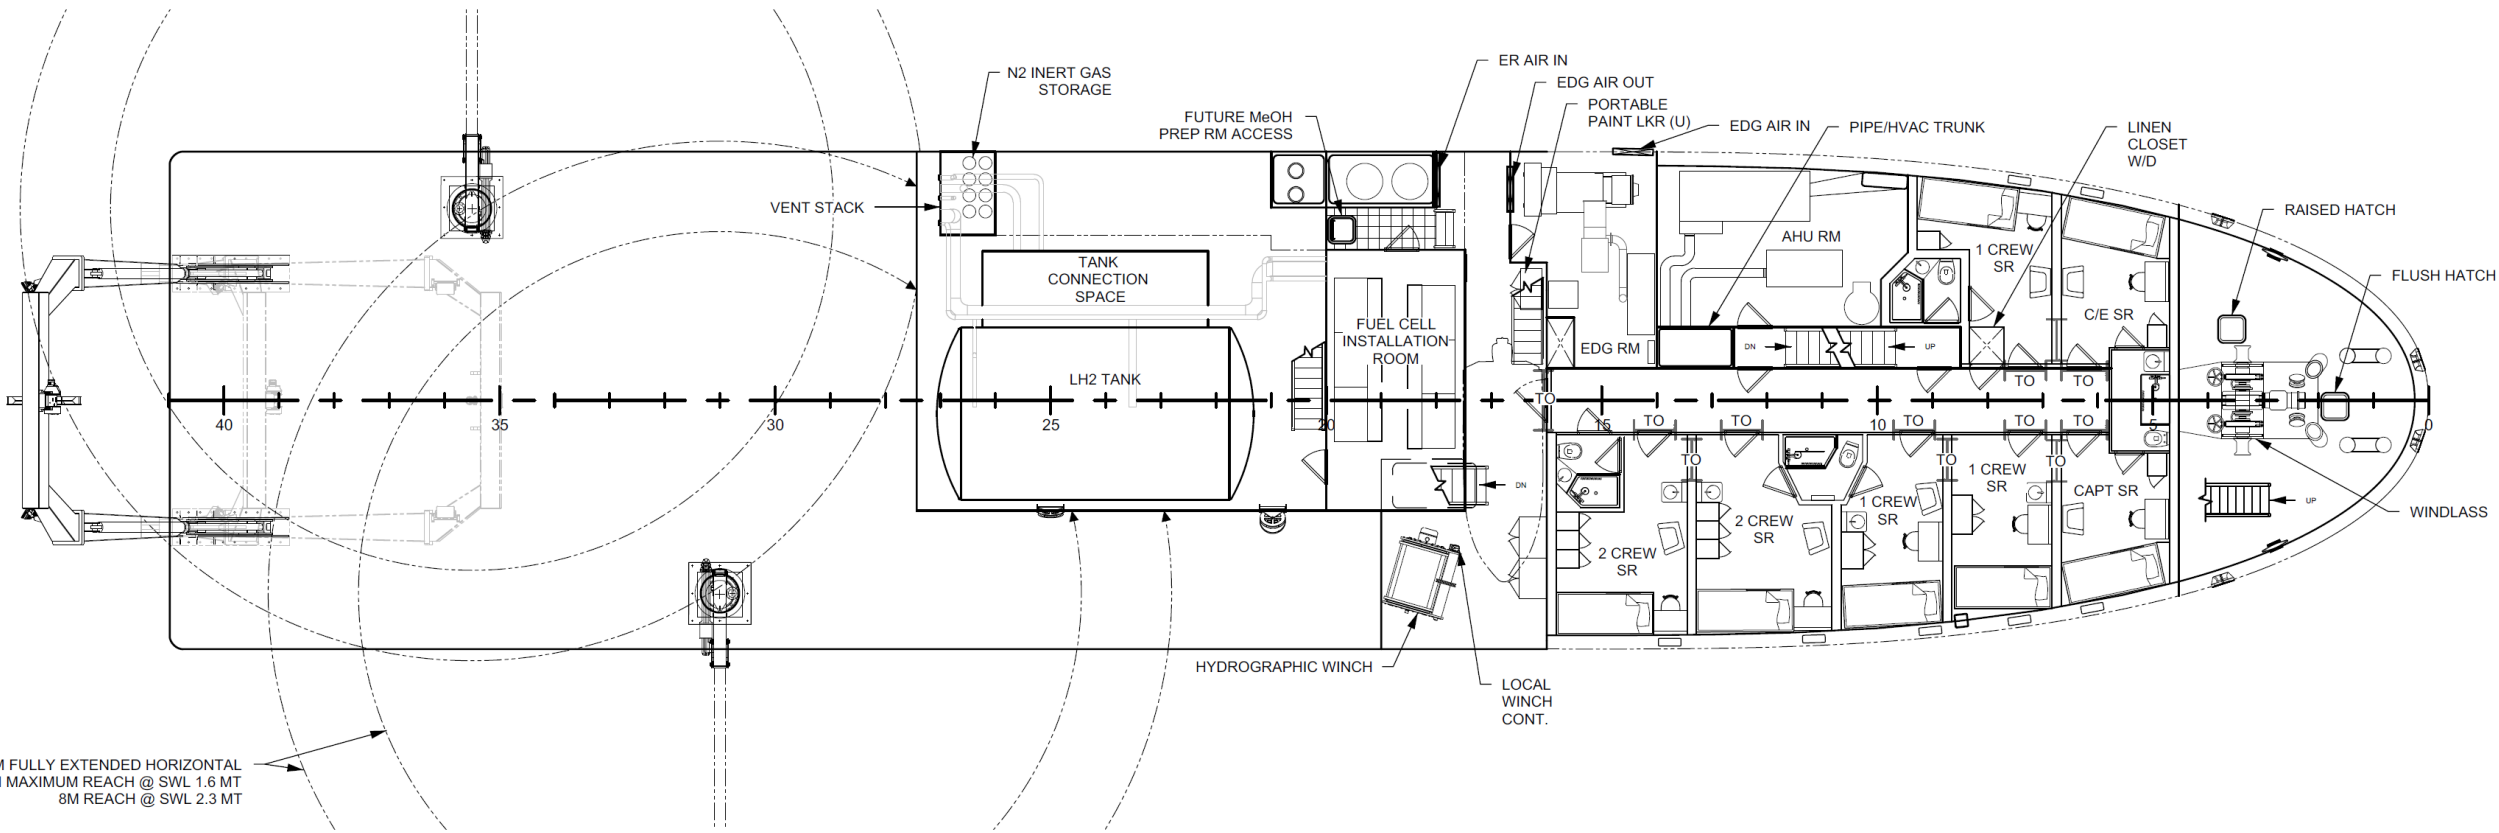 ER AIR IN
N2 INERT GAS
STORAGE
EDG AIR OUT
PORTABLE
PAINT LKR (U)
FUTURE MeOH
PREP RM ACCESS
EDG AIR IN
PIPE/HVAC TRUNK
LINEN
CLOSET
W/D
VENT STACK
RAISED HATCH
AHU RM
1 CREW
SR
TANK
CONNECTION
SPACE
FLUSH HATCH
C/E SR
FUEL CELL
INSTALLATION
ROOM
EDG RM
DN
UP
LH2 TANK
TO
TO
TO
40
35
30
25
20
15
10
5
0
TO
TO
TO
TO
TO
TO
TO
TO
1 CREW
SR
CAPT SR
DN
1 CREW
SR
UP
WINDLASS
2 CREW
SR
2 CREW
SR
HYDROGRAPHIC WINCH
LOCAL
WINCH
CONT.
M FULLY EXTENDED HORIZONTAL
MAXIMUM REACH @ SWL 1.6 MT
8M REACH @ SWL 2.3 MT